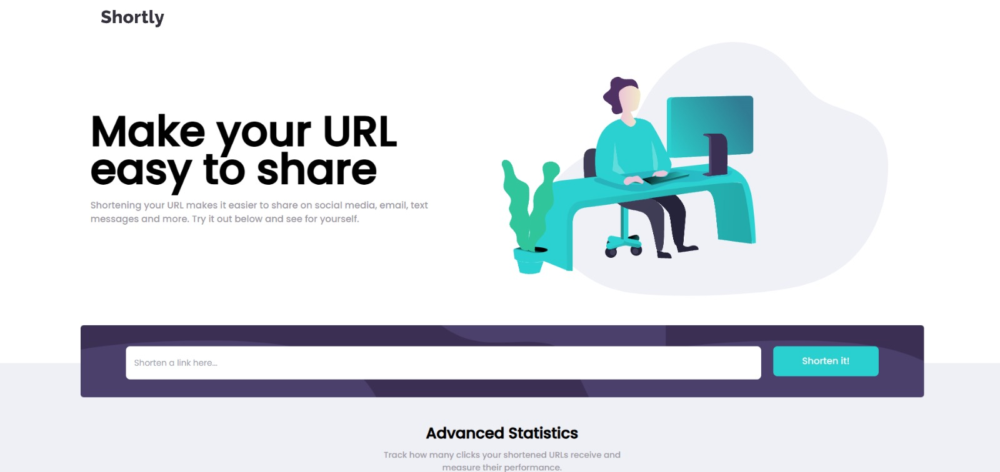 Shortly
Make your URL
easy to share
Shortening your URL makes it easier to share on social media, email, text
messages and more. Try it out below and see for yourself.
Shorten a link here...
Shorten it!
Advanced Statistics
Track how many clicks your shortened URLs receive and
measure their performance.